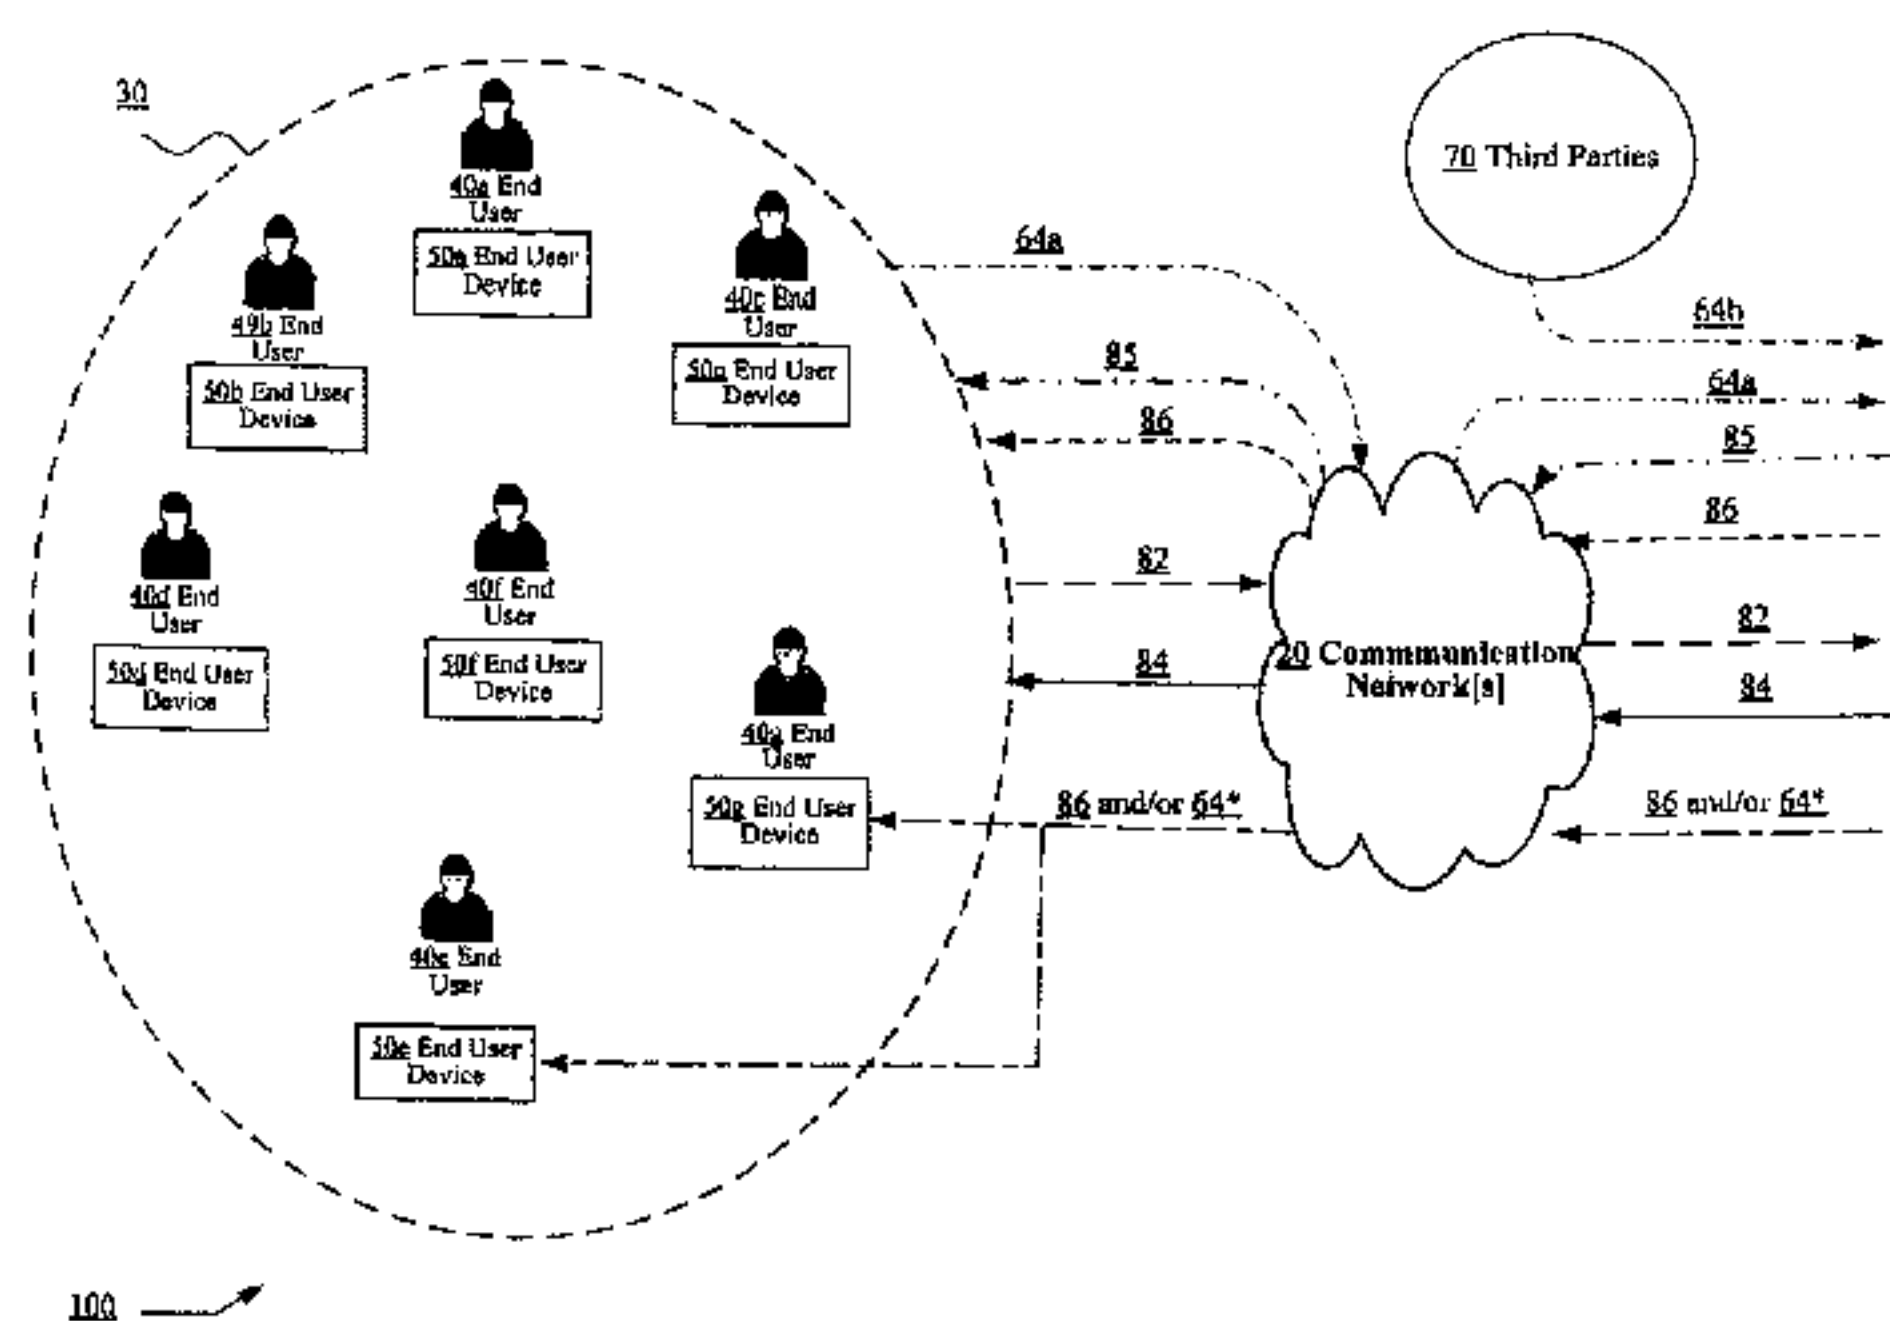 30
40a End
User
50a End User
Device
49b End
User
50b End User
Device
40c End
User
50a End User
Device
70 Third Parties
64a
64b
85
64a
86
85
86
40d End
User
50d End User
Device
40f End
User
50f End User
Device
82
82
20 Commmunication
Network[s]
84
84
40g End
User
50g End User
Device
86 and/or 64*
86 and/or 64*
40e End
User
50e End User
Device
100